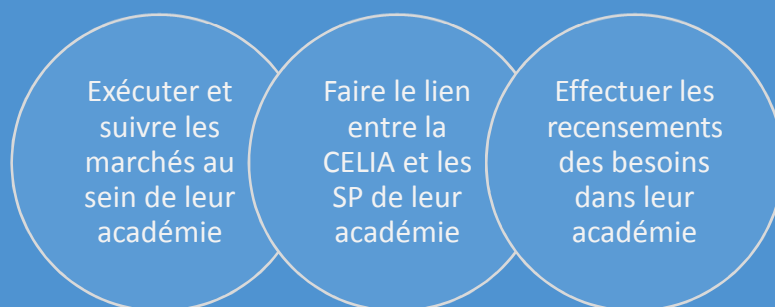 Exécuter et
suivre les
marchés au
sein de leur
académie
Faire le lien
entre la
CELIA et les
SP de leur
académie
Effectuer les
recensements
des besoins
dans leur
académie